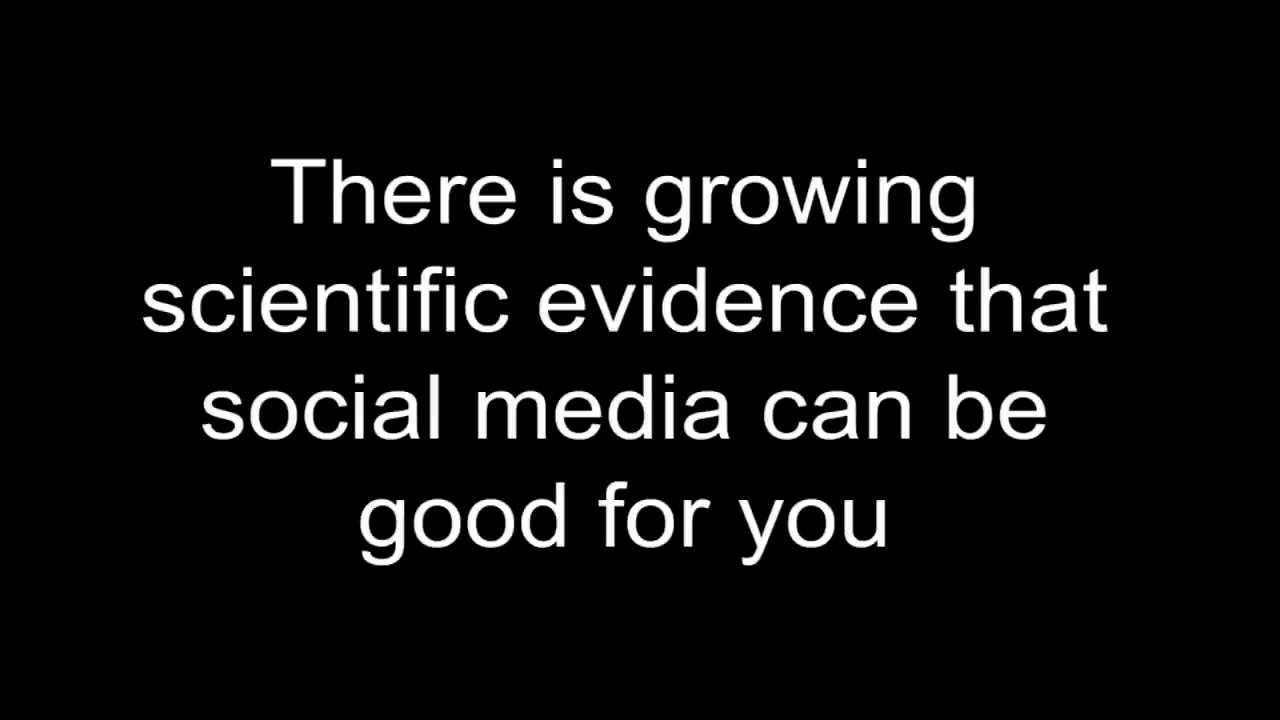 There is growing
scientific evidence that
social media can be
good for you